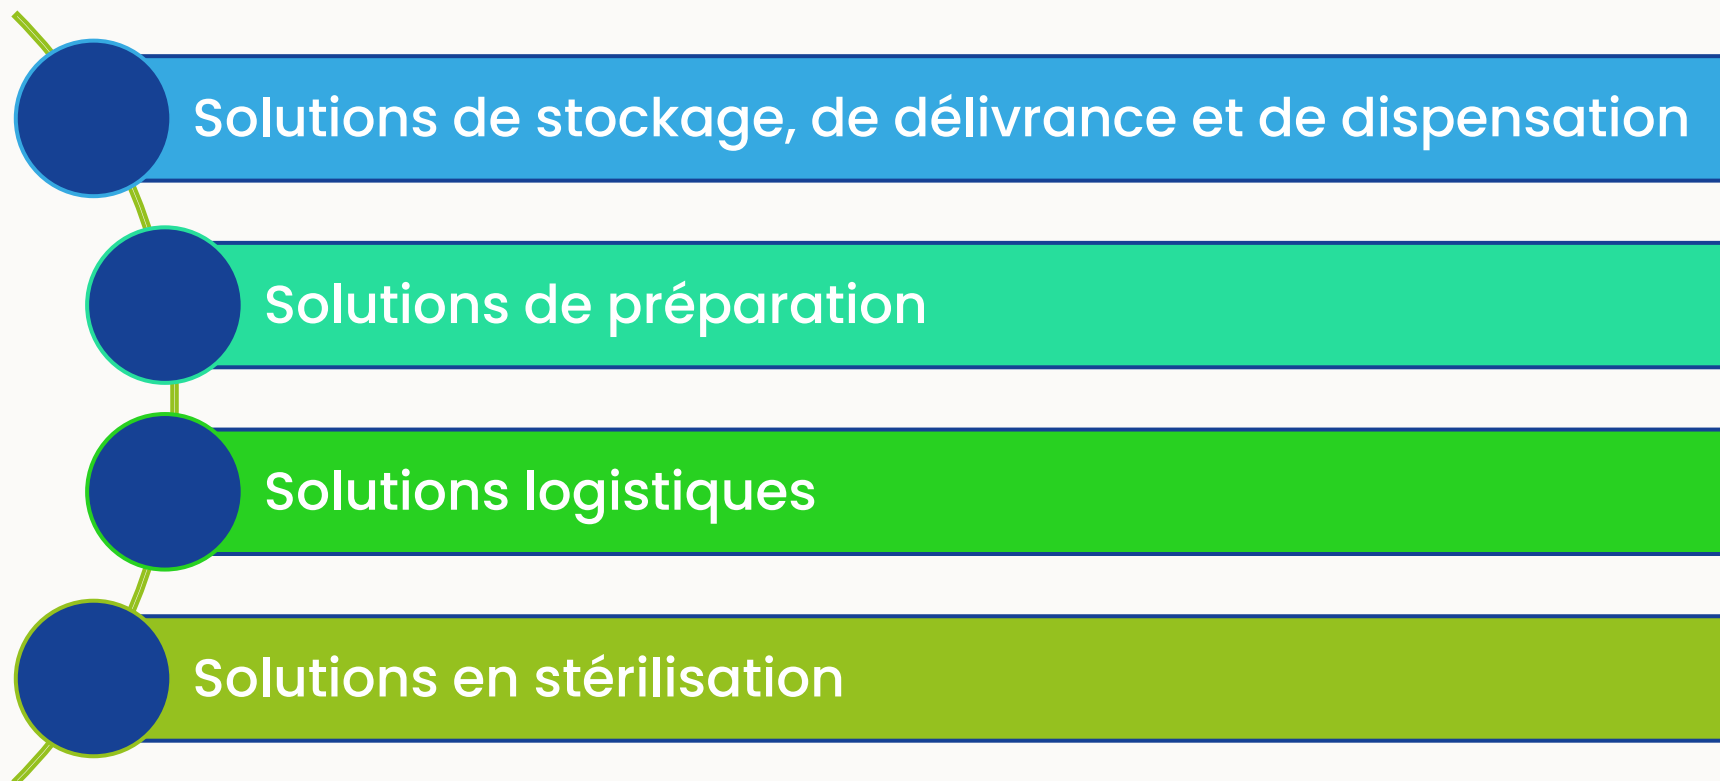 Solutions de stockage, de délivrance et de dispensation
Solutions de préparation
Solutions logistiques
Solutions en stérilisation